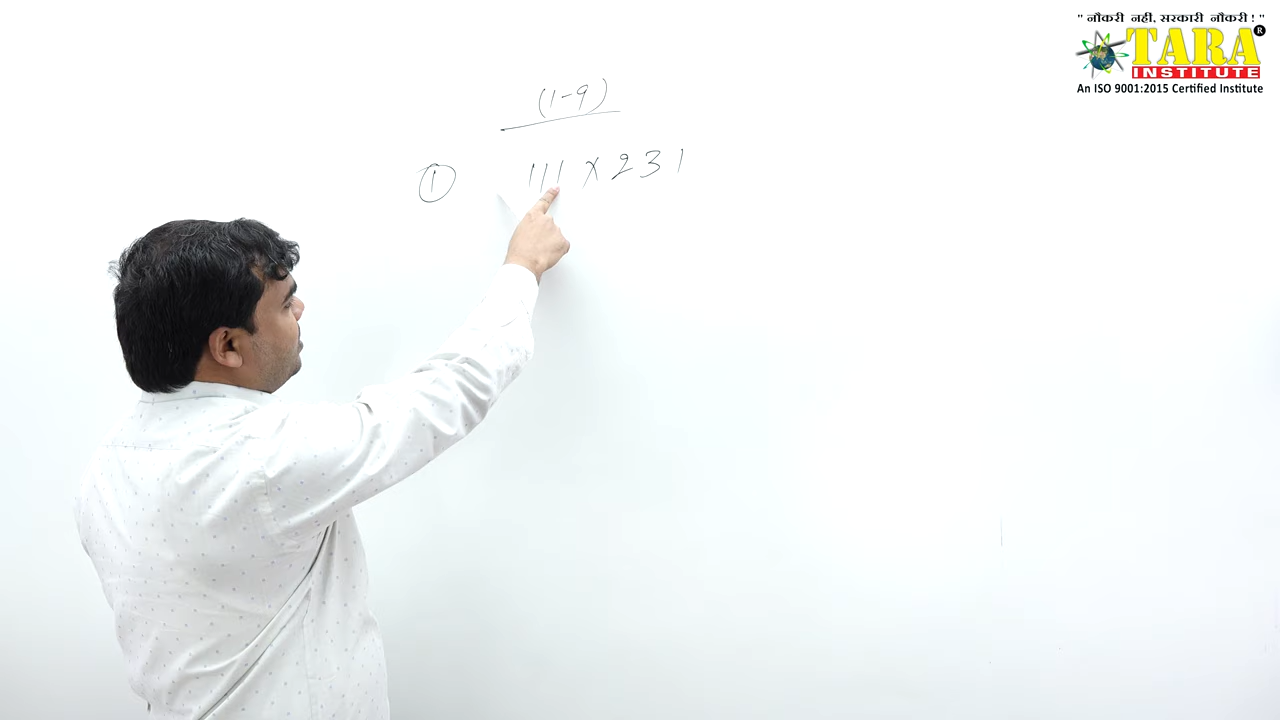 " नौकरी नहीं, सरकारी नौकरी ! "
TARA ®
INSTITUTE
An ISO 9001:2015 Certified Institute
(1-9)
① 111 x 231